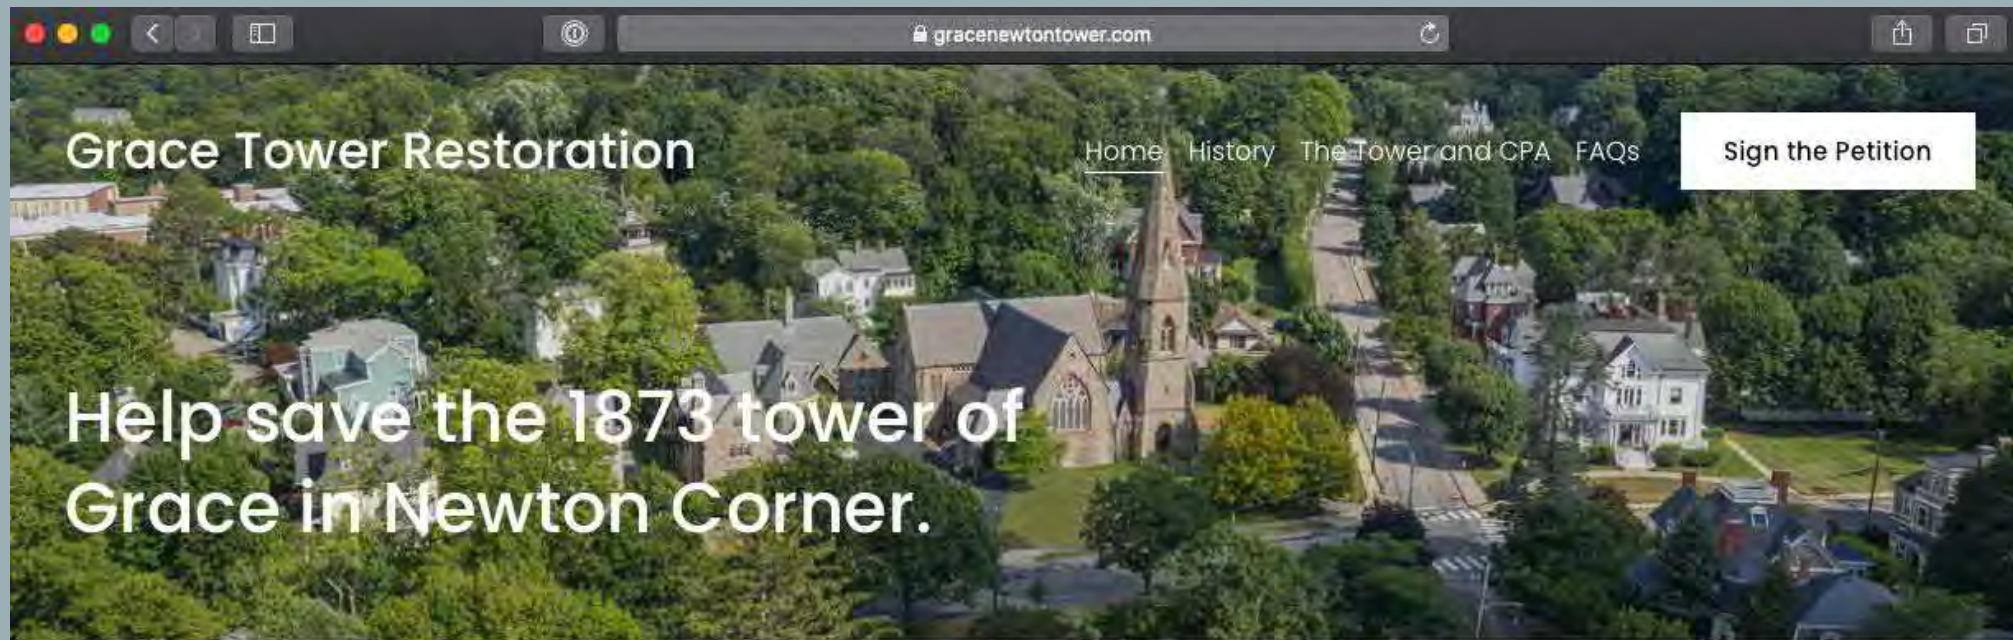 gracenewtontower.com
Grace Tower Restoration
Home History The Tower and CPA FAQs Sign the Petition
Help save the 1873 tower of
Grace in Newton Corner.